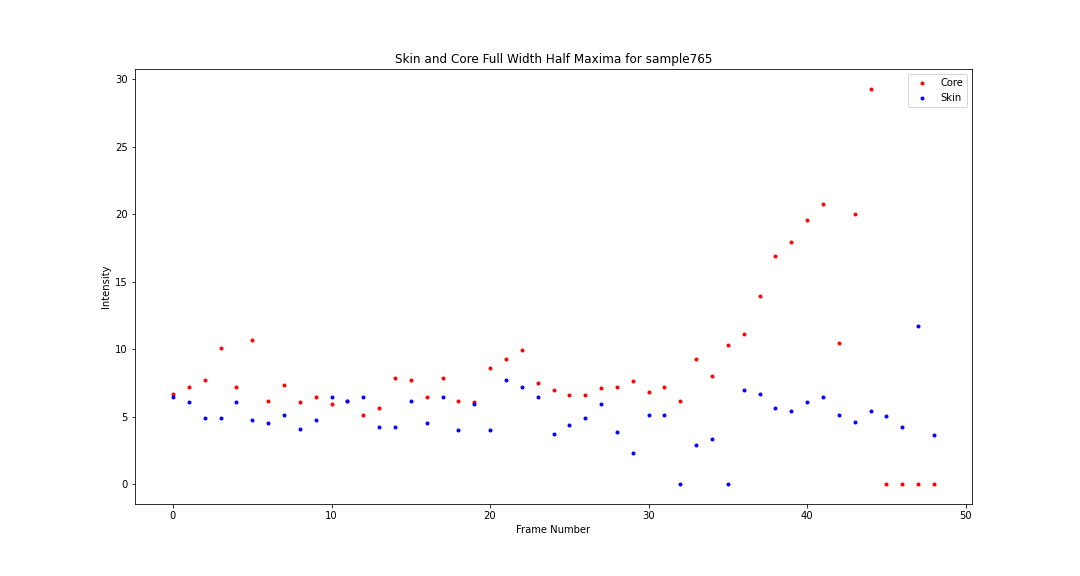 Skin and Core Full Width Half Maxima for sample765
Core
Skin
Intensity
30
25
20
15
10
5
0
0 10 20 30 40 50
Frame Number